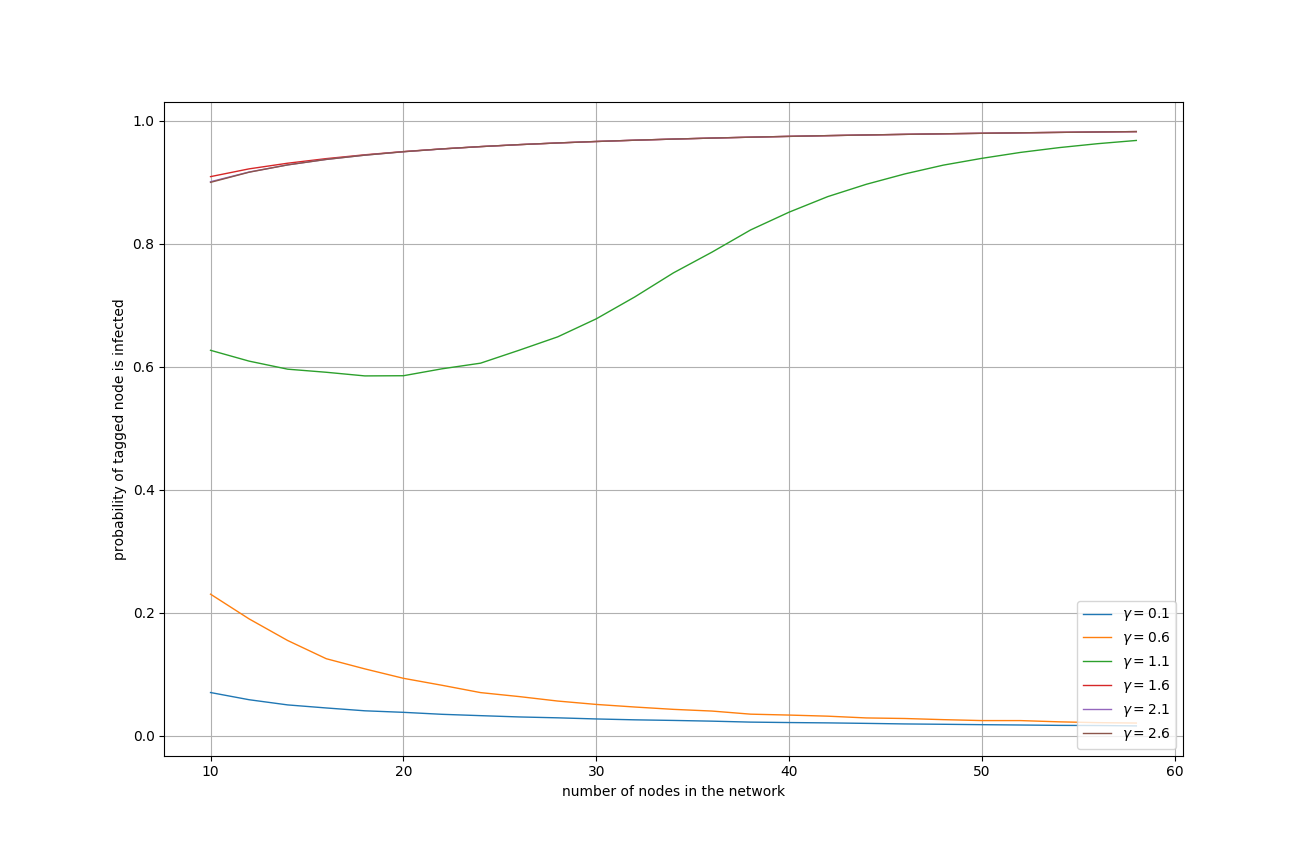 1.0
0.8
0.6
0.4
0.2
0.0
probability of tagged node is infected
10 20 30 40 50 60
number of nodes in the network
γ = 0.1
γ = 0.6
γ = 1.1
γ = 1.6
γ = 2.1
γ = 2.6